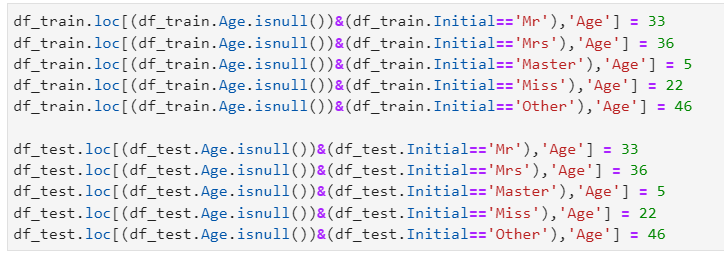 df_train.loc[(df_train.Age.isnull())&(df_train.Initial=='Mr'),'Age'] = 33
df_train.loc[(df_train.Age.isnull())&(df_train.Initial=='Mrs'),'Age'] = 36
df_train.loc[(df_train.Age.isnull())&(df_train.Initial=='Master'),'Age'] = 5
df_train.loc[(df_train.Age.isnull())&(df_train.Initial=='Miss'),'Age'] = 22
df_train.loc[(df_train.Age.isnull())&(df_train.Initial=='Other'),'Age'] = 46

df_test.loc[(df_test.Age.isnull())&(df_test.Initial=='Mr'),'Age'] = 33
df_test.loc[(df_test.Age.isnull())&(df_test.Initial=='Mrs'),'Age'] = 36
df_test.loc[(df_test.Age.isnull())&(df_test.Initial=='Master'),'Age'] = 5
df_test.loc[(df_test.Age.isnull())&(df_test.Initial=='Miss'),'Age'] = 22
df_test.loc[(df_test.Age.isnull())&(df_test.Initial=='Other'),'Age'] = 46